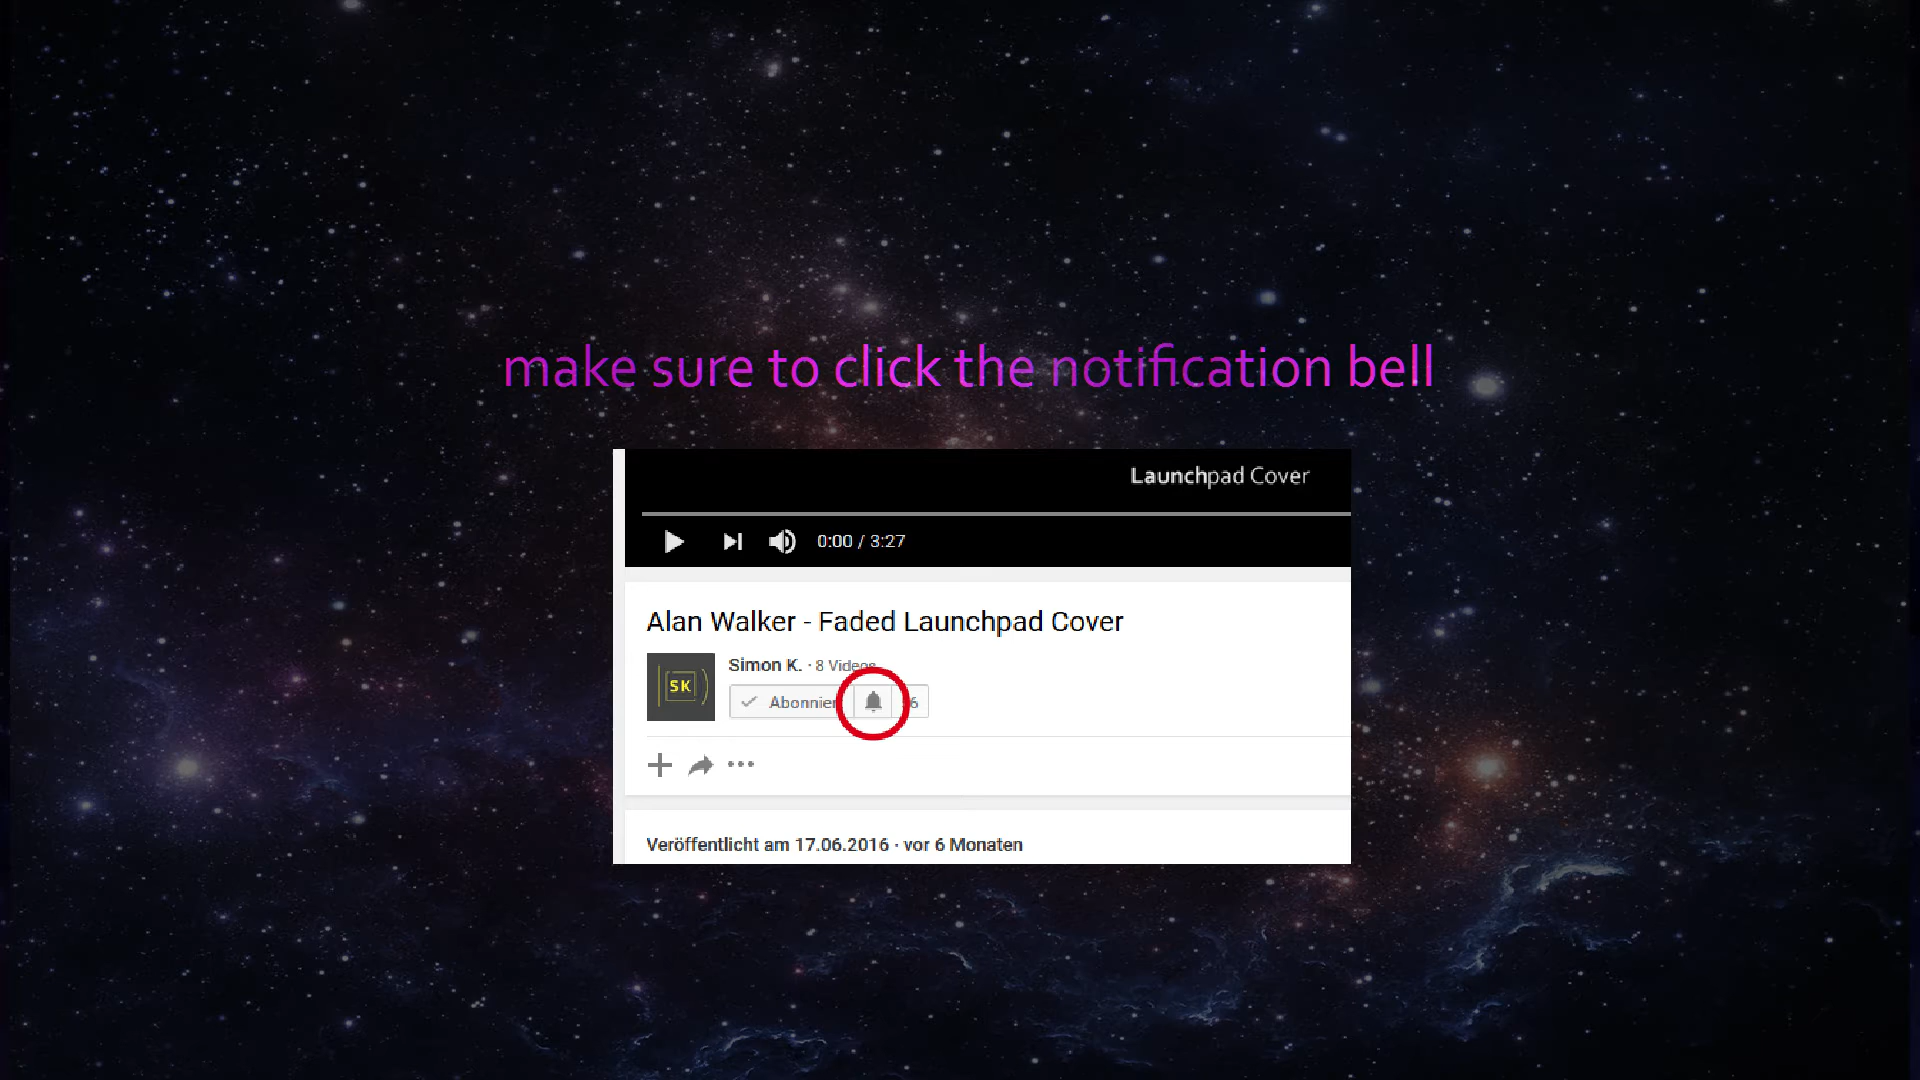 make sure to click the notification bell
Launchpad Cover
0:00 / 3:27
Alan Walker - Faded Launchpad Cover
SK
Simon K. · 8 Videos
6
Veröffentlicht am 17.06.2016 · vor 6 Monaten